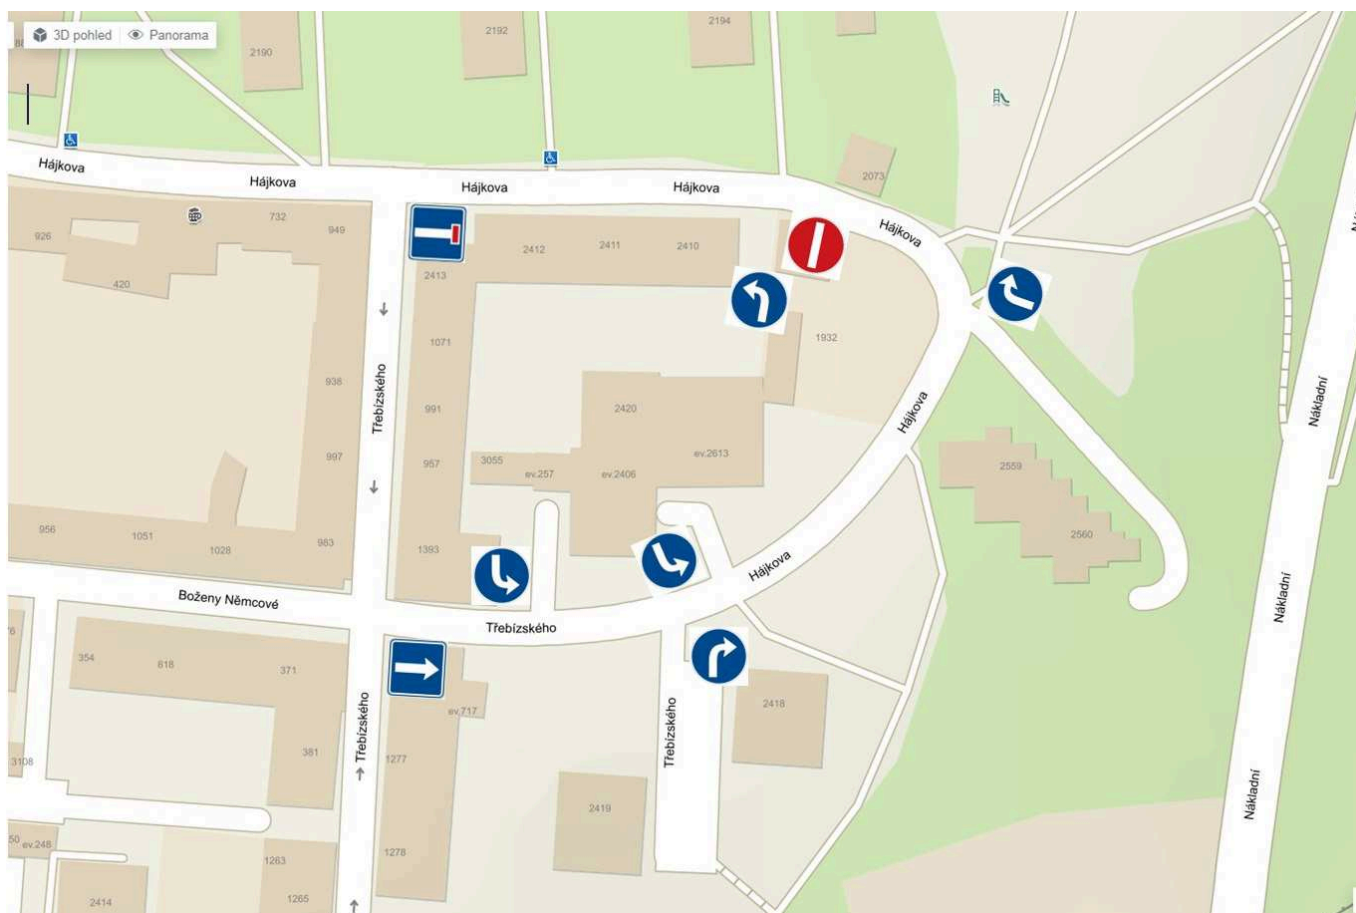 3D pohled Panorama
2190
2192
2194
2073
Hájkova
Hájkova
Hájkova
Hájkova
Hájkova
926
732
949
420
2413
2412
2411
2410
1932
1071
938
991
2420
997
957
3055
ev.257
ev.2406
ev.2613
Třebízského
Hájkova
Nákladní
2559
2560
956
1051
1028
983
1393
Hájkova
Boženy Němcové
Třebízského
Nákladní
354
618
371
ev.717
2418
Třebízského
Třebízského
381
1277
3108
2419
Nákladní
ev.248
1263
1278
2414
1265